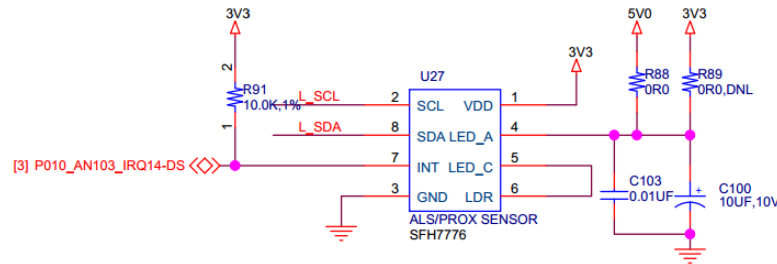 3V3
5V0
3V3
2
R91
10.0K,1%
1
U27
3V3
R88
0R0
R89
0R0,DNL
L_SCL
2
SCL
VDD
1
L_SDA
8
SDA
LED_A
4
[3] P010_AN103_IRQ14-DS
7
INT
LED_C
5
3
GND
LDR
6
ALS/PROX SENSOR
SFH7776
C103
0.01UF
+
C100
10UF,10V